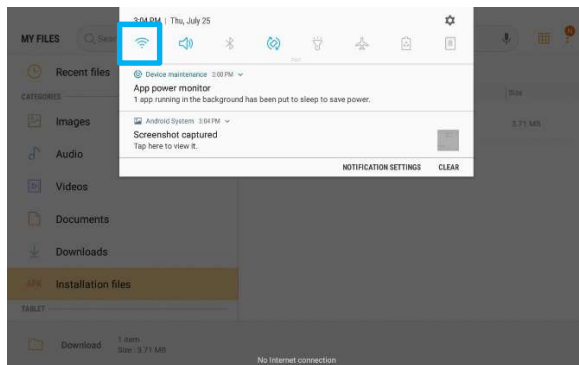 3:04 PM | Thu, July 25
MY FILES
Recent files
Device maintenance 2:00 PM
App power monitor
1 app running in the background has been put to sleep to save power.
CATEGORIES
Size
Images
Android System 3:04 PM
Screenshot captured
Tap here to view it.
3.71 MB
Audio
NOTIFICATION SETTINGS CLEAR
Videos
Documents
Downloads
APK Installation files
TABLET
Download
1 item
Size : 3.71 MB
No Internet connection